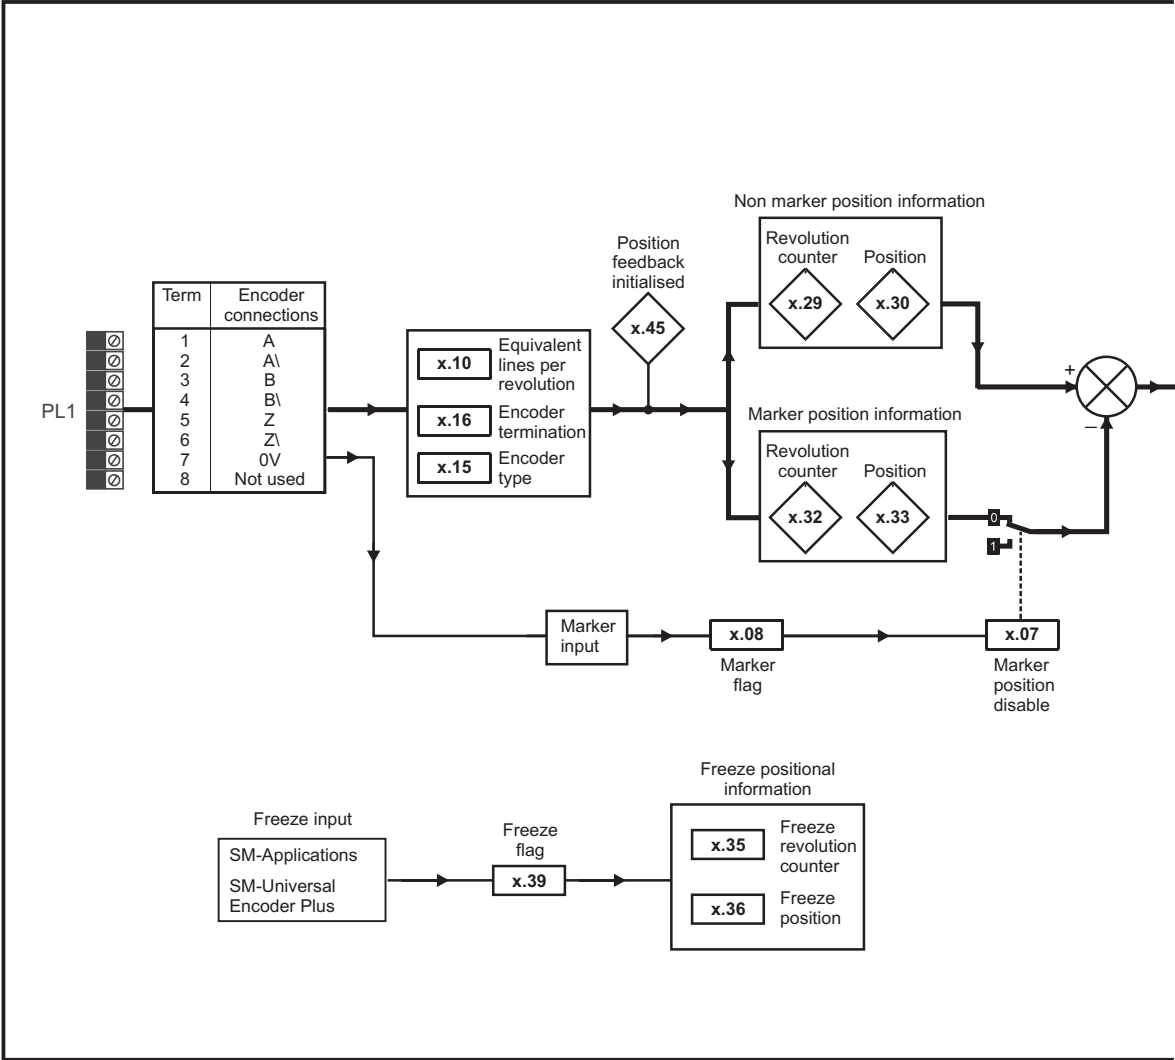 Non marker position information
Revolution
counter
Position
x.29
x.30
Position
feedback
initialised
x.45
Term
Encoder
connections
1 A
2 A\
3 B
4 B\
5 Z
6 Z\
7 0V
8 Not used
PL1
x.10
Equivalent
lines per
revolution
x.16
Encoder
termination
x.15
Encoder
type
+
_
Marker position information
Revolution
counter
Position
x.32
x.33
0
1
Marker
input
x.08
Marker
flag
x.07
Marker
position
disable
Freeze input
SM-Applications
SM-Universal
Encoder Plus
Freeze
flag
x.39
Freeze positional
information
x.35
Freeze
revolution
counter
x.36
Freeze
position